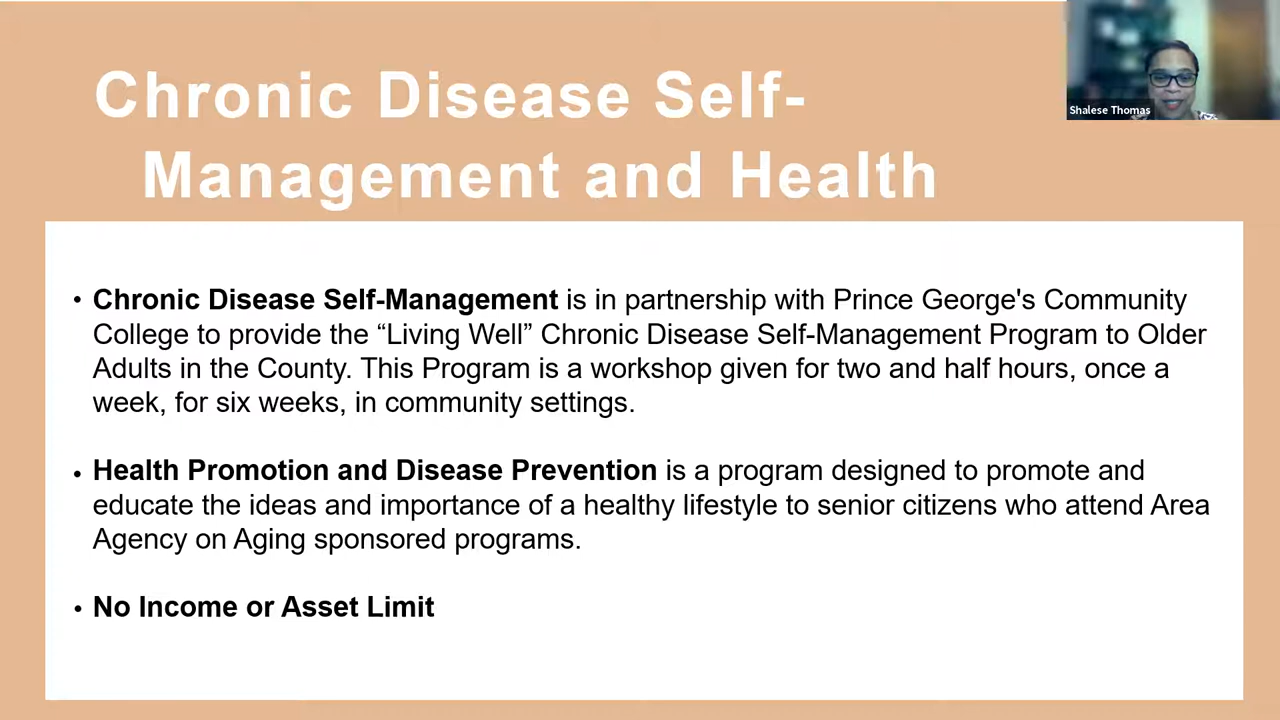 Chronic Disease Self-
Management and Health
Shalese Thomas
• Chronic Disease Self-Management is in partnership with Prince George's Community
College to provide the “Living Well” Chronic Disease Self-Management Program to Older
Adults in the County. This Program is a workshop given for two and half hours, once a
week, for six weeks, in community settings.
• Health Promotion and Disease Prevention is a program designed to promote and
educate the ideas and importance of a healthy lifestyle to senior citizens who attend Area
Agency on Aging sponsored programs.
• No Income or Asset Limit